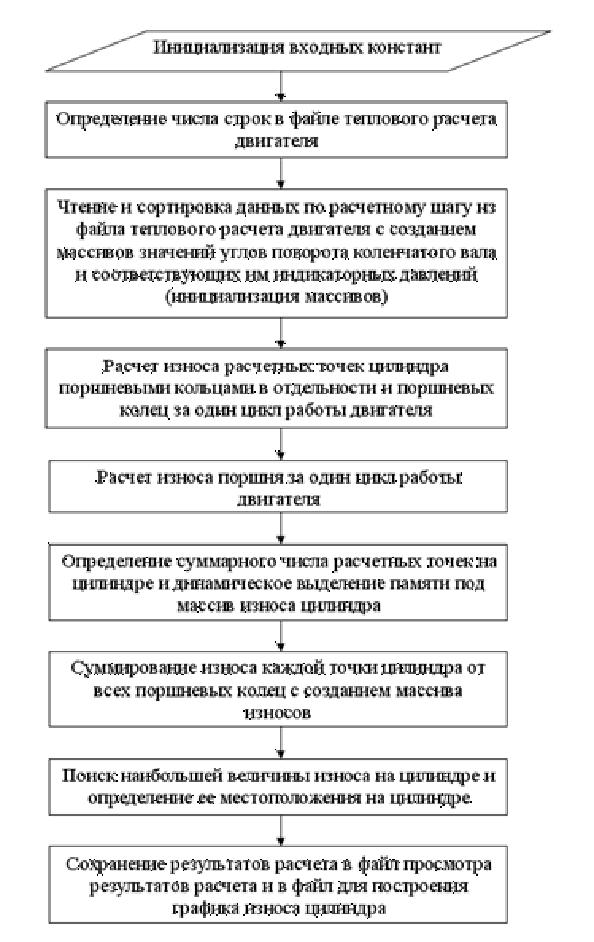 Инициализация входных констант
Определение числа строк в файле теплового расчета
двигателя
Чтение и сортировка данных по расчетному шагу из
файла теплового расчета двигателя с созданием
массивов значений углов поворота коленчатого вала
и соответствующих им индикаторных давлений
(инициализация массивов)
Расчет износа расчетных точек цилиндра
поршневыми кольцами в отдельности и поршневых
колец за один цикл работы двигателя
Расчет износа поршня за один цикл работы
двигателя
Определение суммарного числа расчетных точек на
цилиндре и динамическое выделение памяти под
массив износа цилиндра
Суммирование износа каждой точки цилиндра от
всех поршневых колец с созданием массива
износов
Поиск наибольшей величины износа на цилиндре и
определение ее местоположения на цилиндре.
Сохранение результатов расчета в файл просмотра
результатов расчета и в файл для построения
графика износа цилиндра